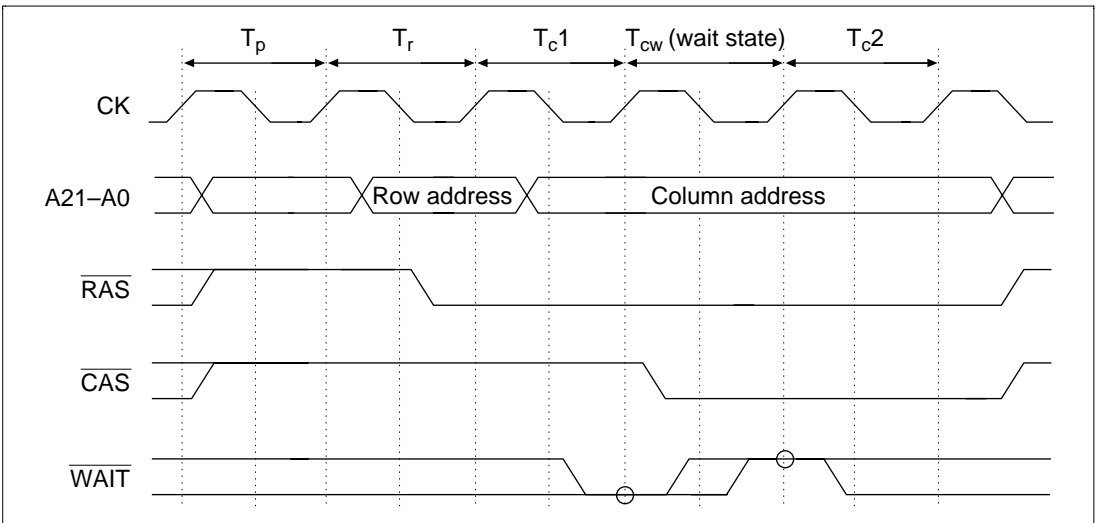 Tp Tr Tc1 Tcw (wait state) Tc2
CK
A21–A0 Row address Column address
RAS
CAS
WAIT